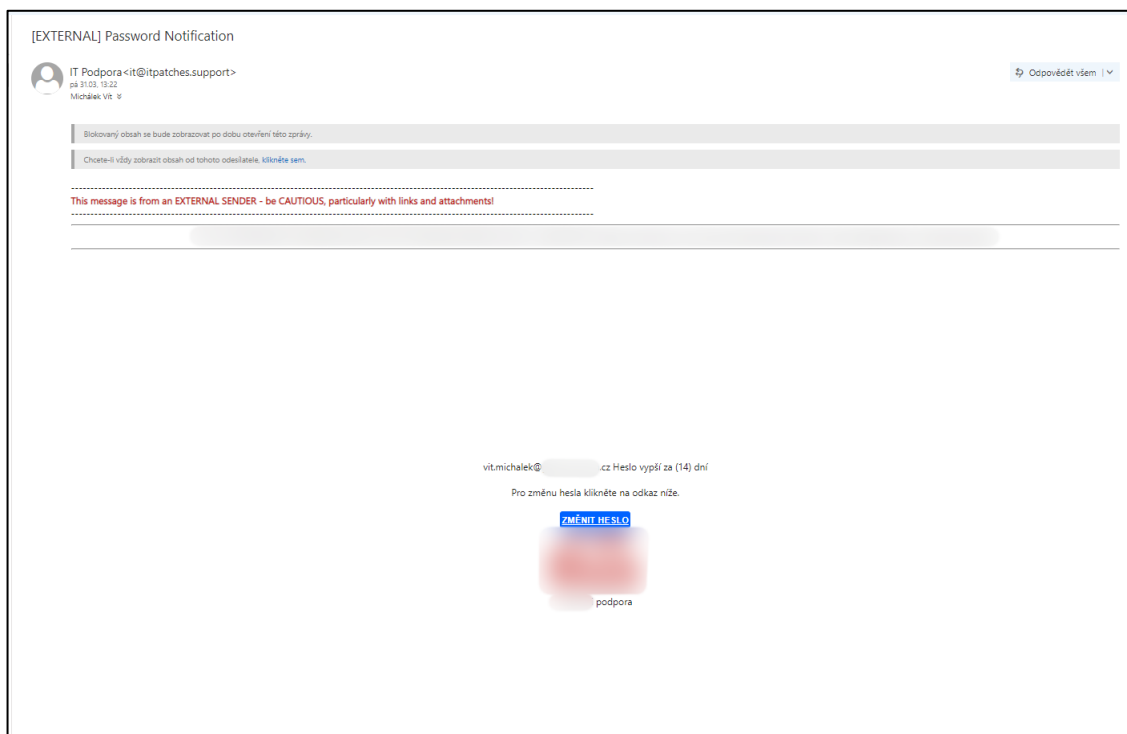 [EXTERNAL] Password Notification
IT Podpora<it@itpatches.support>
Odpovědět všem
pá 31.03, 13:22
Michálek Vít
Blokovaný obsah se bude zobrazovat po dobu otevření této zprávy.
Chcete-li vždy zobrazit obsah od tohoto odesílatele, klikněte sem.
This message is from an EXTERNAL SENDER - be CAUTIOUS, particularly with links and attachments!
vit.michalek@ .cz Heslo vypší za (14) dní
Pro změnu hesla klikněte na odkaz níže.
ZMĚNIT HESLO
podpora